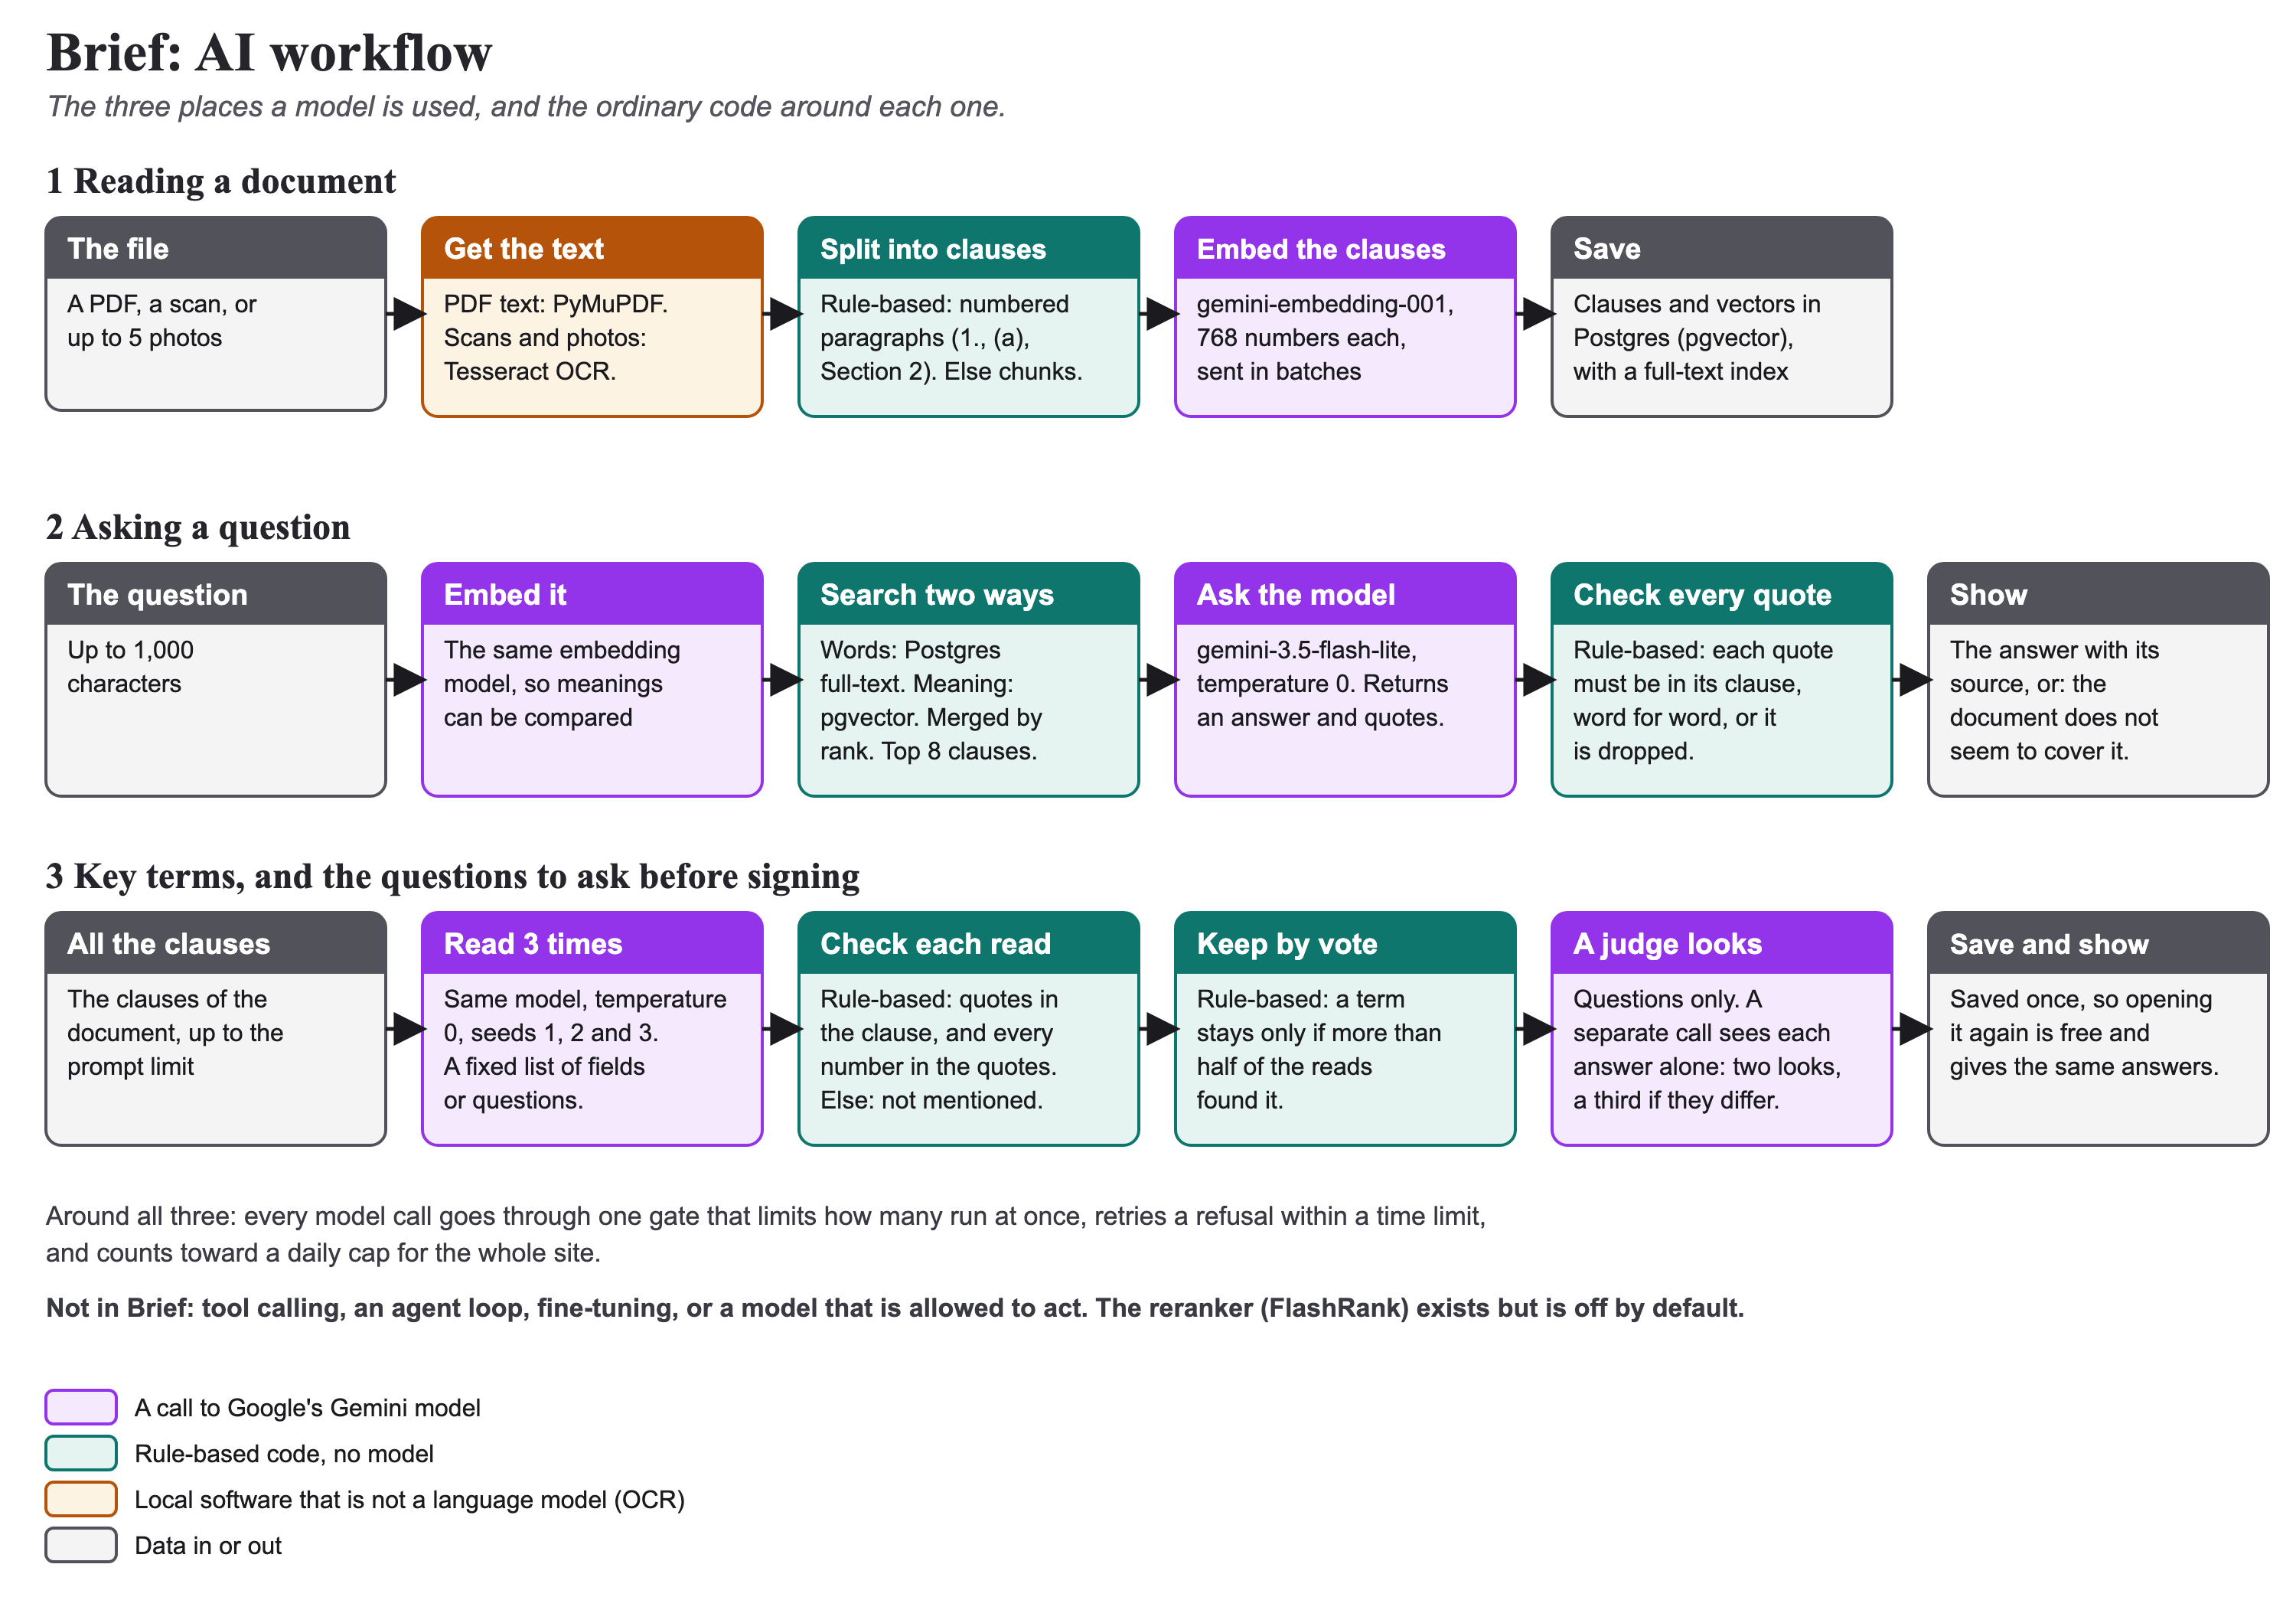 Brief: AI workflow
The three places a model is used, and the ordinary code around each one.
1 Reading a document
The file
A PDF, a scan, or
up to 5 photos
Get the text
PDF text: PyMuPDF.
Scans and photos:
Tesseract OCR.
Split into clauses
Rule-based: numbered
paragraphs (1., (a),
Section 2). Else chunks.
Embed the clauses
gemini-embedding-001,
768 numbers each,
sent in batches
Save
Clauses and vectors in
Postgres (pgvector),
with a full-text index
2 Asking a question
The question
Up to 1,000
characters
Embed it
The same embedding
model, so meanings
can be compared
Search two ways
Words: Postgres
full-text. Meaning:
pgvector. Merged by
rank. Top 8 clauses.
Ask the model
gemini-3.5-flash-lite,
temperature 0. Returns
an answer and quotes.
Check every quote
Rule-based: each quote
must be in its clause,
word for word, or it
is dropped.
Show
The answer with its
source, or: the
document does not
seem to cover it.
3 Key terms, and the questions to ask before signing
All the clauses
The clauses of the
document, up to the
prompt limit
Read 3 times
Same model, temperature
0, seeds 1, 2 and 3.
A fixed list of fields
or questions.
Check each read
Rule-based: quotes in
the clause, and every
number in the quotes.
Else: not mentioned.
Keep by vote
Rule-based: a term
stays only if more than
half of the reads
found it.
A judge looks
Questions only. A
separate call sees each
answer alone: two looks,
a third if they differ.
Save and show
Saved once, so opening
it again is free and
gives the same answers.
Around all three: every model call goes through one gate that limits how many run at once, retries a refusal within a time limit,
and counts toward a daily cap for the whole site.
Not in Brief: tool calling, an agent loop, fine-tuning, or a model that is allowed to act. The reranker (FlashRank) exists but is off by default.
A call to Google's Gemini model
Rule-based code, no model
Local software that is not a language model (OCR)
Data in or out